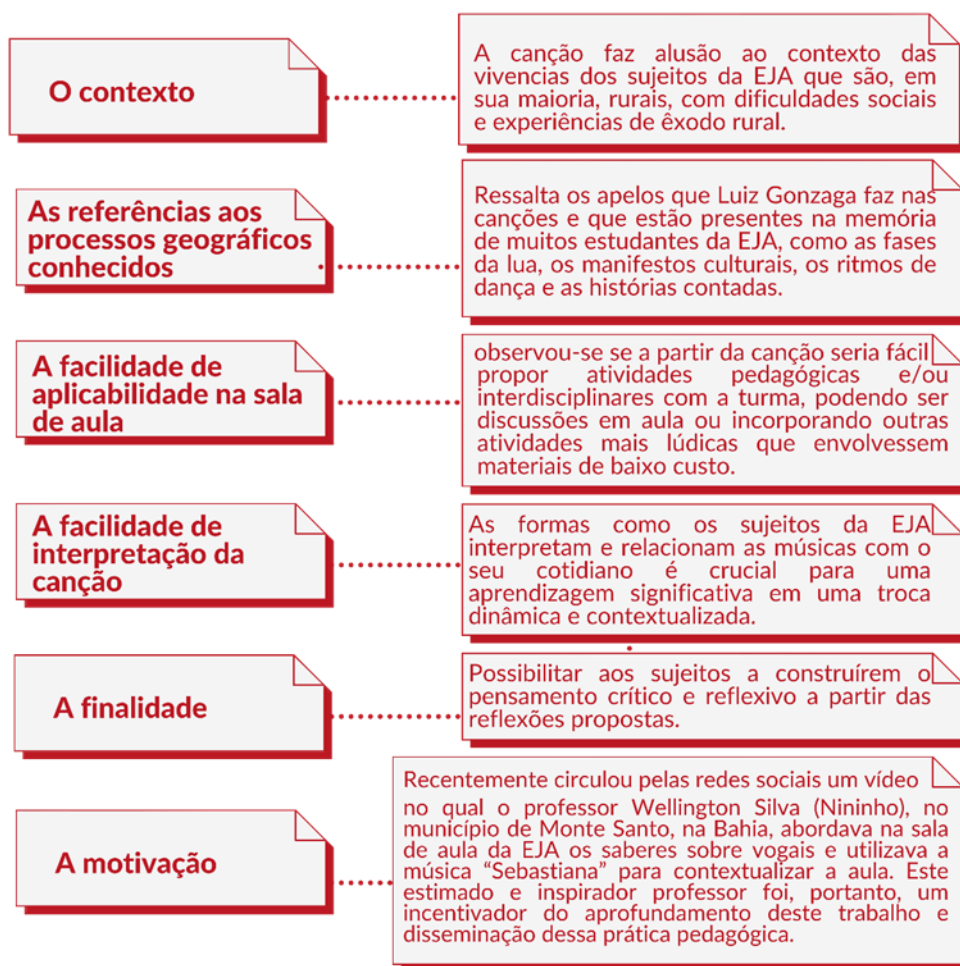 O contexto
A canção faz alusão ao contexto das
vivencias dos sujeitos da EJA que são, em
sua maioria, rurais, com dificuldades sociais
e experiências de êxodo rural.
As referências aos
processos geográficos
conhecidos
Ressalta os apelos que Luiz Gonzaga faz nas
canções e que estão presentes na memória
de muitos estudantes da EJA, como as fases
da lua, os manifestos culturais, os ritmos de
dança e as histórias contadas.
A facilidade de
aplicabilidade na sala
de aula
observou-se se a partir da canção seria fácil
propor atividades pedagógicas e/ou
interdisciplinares com a turma, podendo ser
discussões em aula ou incorporando outras
atividades mais lúdicas que envolvessem
materiais de baixo custo.
A facilidade de
interpretação da
canção
As formas como os sujeitos da EJA
interpretam e relacionam as músicas com o
seu cotidiano é crucial para uma
aprendizagem significativa em uma troca
dinâmica e contextualizada.
A finalidade
Possibilitar aos sujeitos a construírem o
pensamento crítico e reflexivo a partir das
reflexões propostas.
A motivação
Recentemente circulou pelas redes sociais um vídeo
no qual o professor Wellington Silva (Nininho), no
município de Monte Santo, na Bahia, abordava na sala
de aula da EJA os saberes sobre vogais e utilizava a
música “Sebastiana” para contextualizar a aula. Este
estimado e inspirador professor foi, portanto, um
incentivador do aprofundamento deste trabalho e
disseminação dessa prática pedagógica.